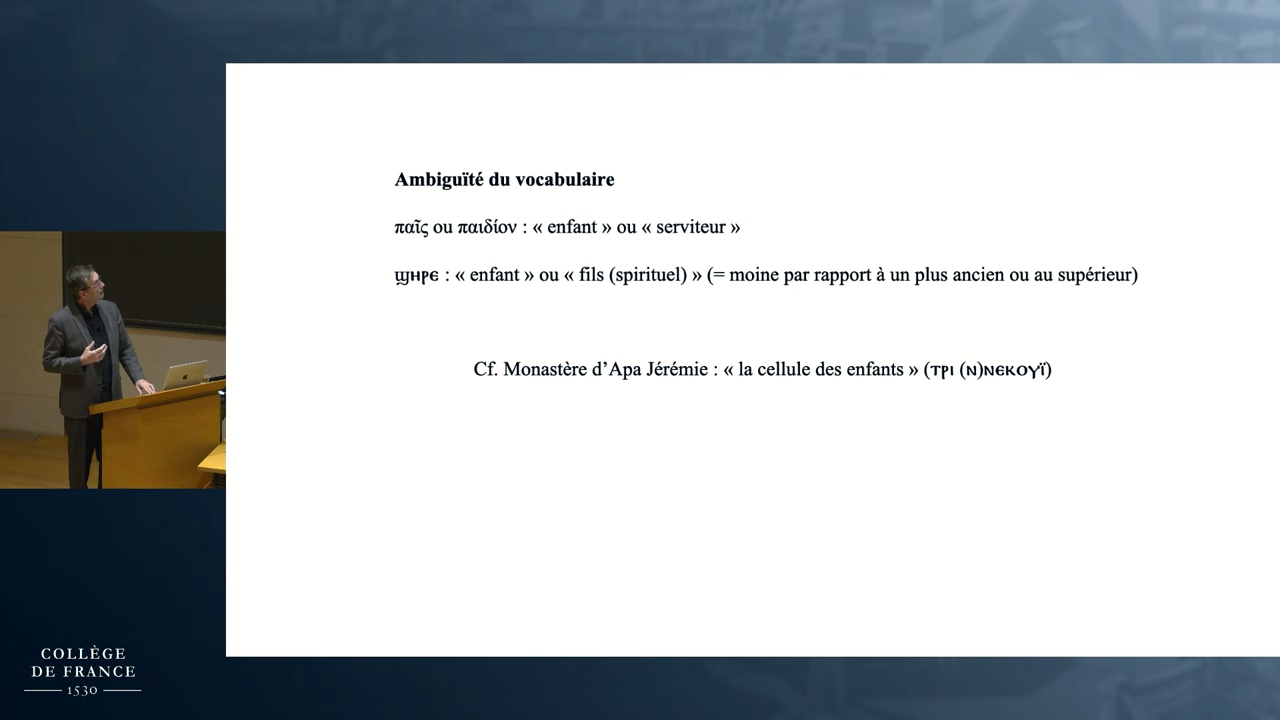 Ambiguïté du vocabulaire
παῖς ou παιδίον : « enfant » ou « serviteur »
ϣⲏⲣⲉ : « enfant » ou « fils (spirituel) » (= moine par rapport à un plus ancien ou au supérieur)
Cf. Monastère d’Apa Jérémie : « la cellule des enfants » (ⲧⲣⲓ (ⲛ)ⲛⲉⲕⲟⲩⲓ̈)
COLLÈGE
DE FRANCE
1530